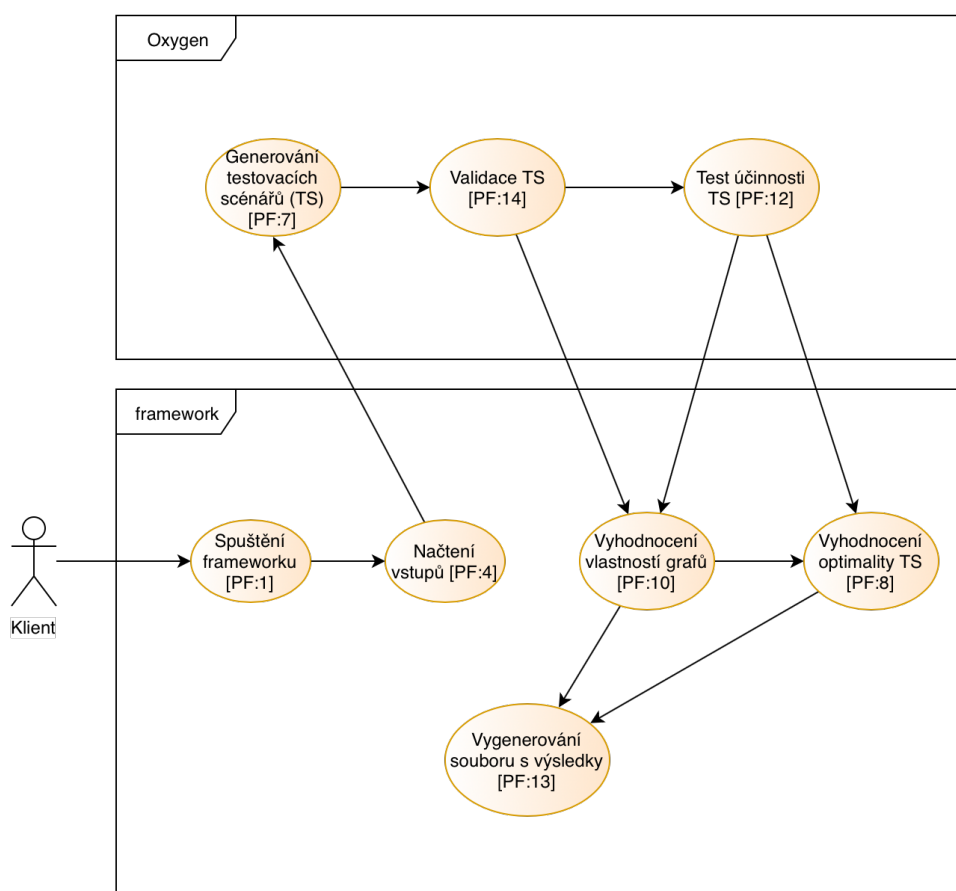 Oxygen
Generování
testovacích
scénářů (TS)
[PF:7]
Validace TS
[PF:14]
Test účinnosti
TS [PF:12]
framework
Klient
Spuštění
frameworku
[PF:1]
Načtení
vstupů [PF:4]
Vyhodnocení
vlastností grafů
[PF:10]
Vyhodnocení
optimality TS
[PF:8]
Vygenerování
souboru s výsledky
[PF:13]